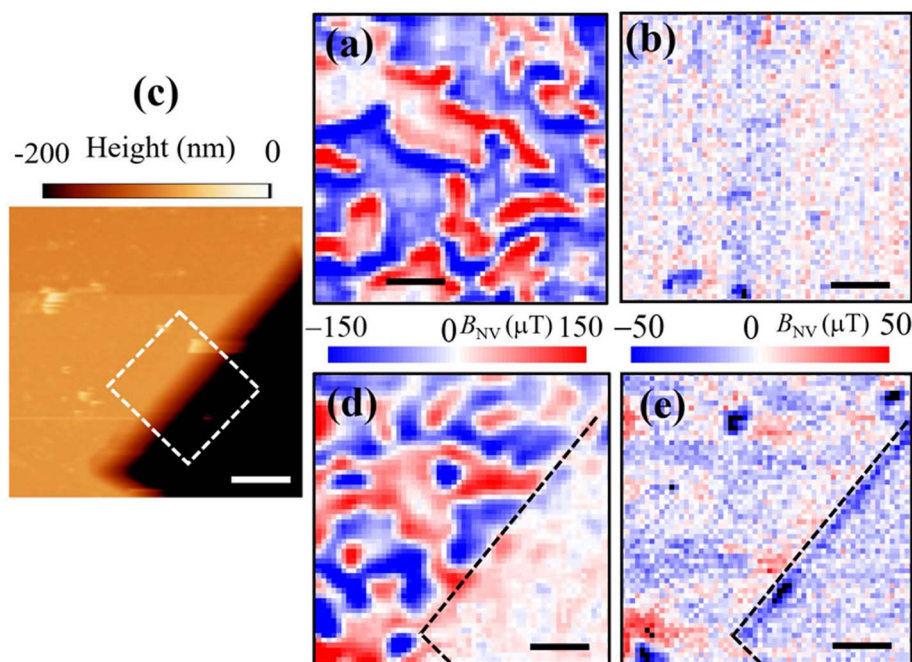 (a)
(b)
(c)
-200 Height (nm) 0
−150 0 B_NV (μT) 150
−50 0 B_NV (μT) 50
(d)
(e)